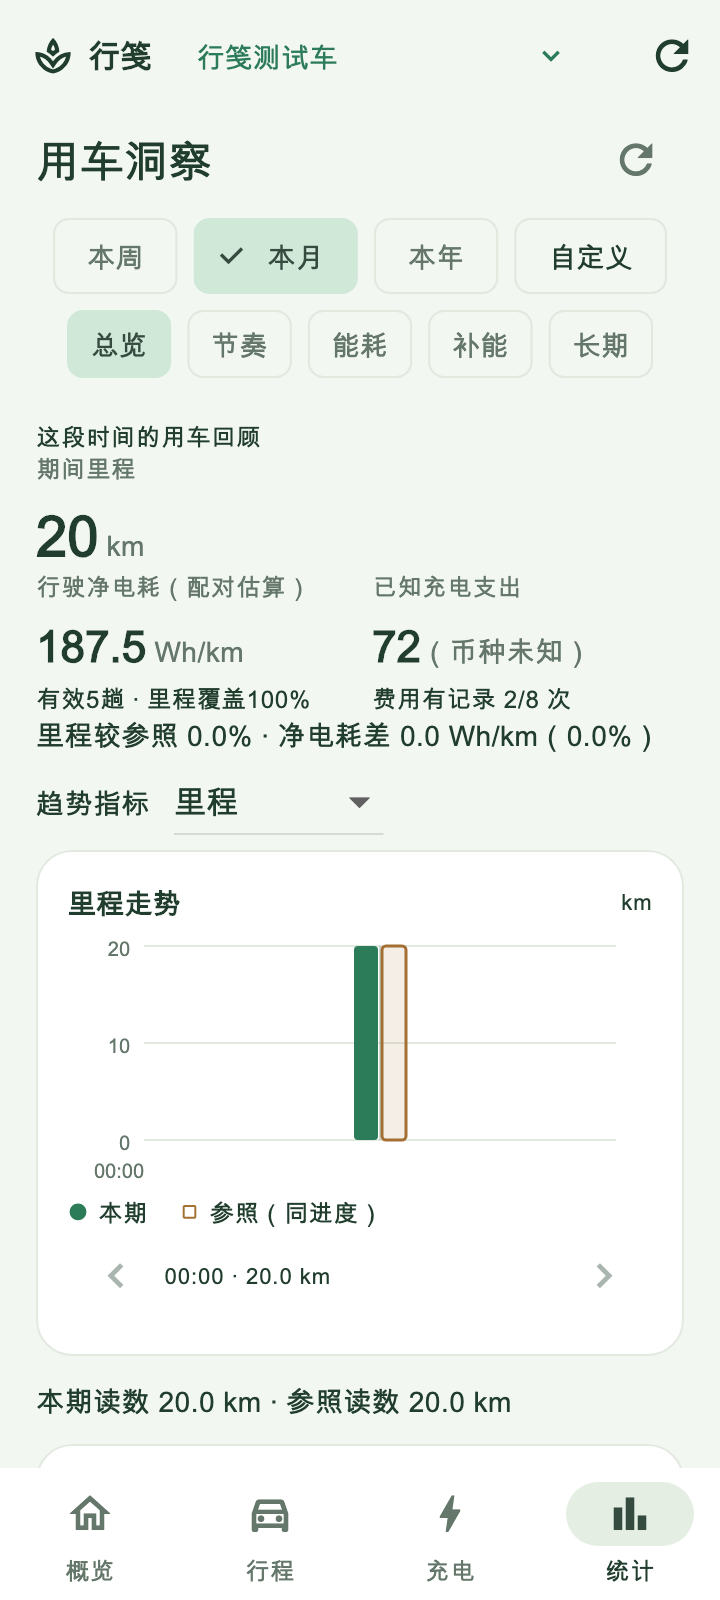 行笺 行笺测试车
用车洞察
本周 本月 本年 自定义
总览 节奏 能耗 补能 长期
这段时间的用车回顾
期间里程
20 km
行驶净电耗（配对估算） 已知充电支出
187.5 Wh/km 72（币种未知）
有效5趟 · 里程覆盖100% 费用有记录 2/8 次
里程较参照 0.0% · 净电耗差 0.0 Wh/km（0.0%）
趋势指标 里程
里程走势 km
20
10
0
00:00
本期 参照（同进度）
00:00 · 20.0 km
本期读数 20.0 km · 参照读数 20.0 km
概览 行程 充电 统计